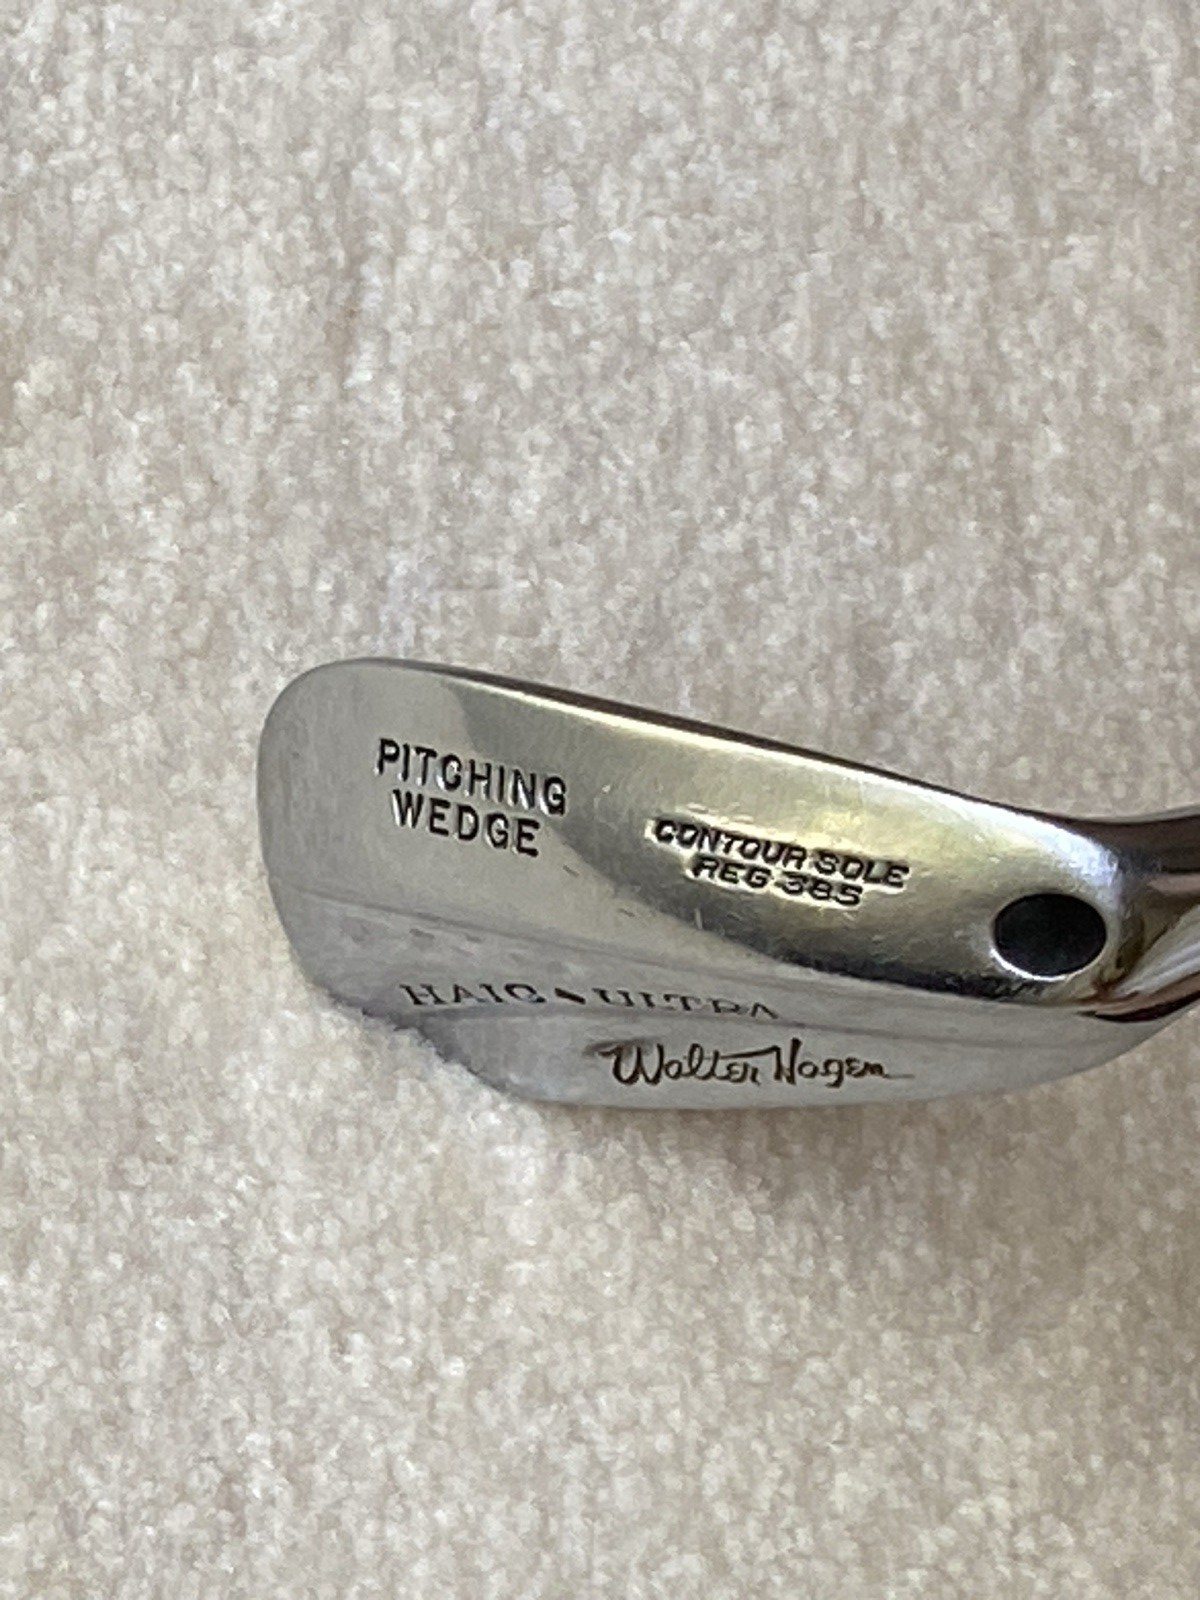 PITCHING
WEDGE
CONTOUR SOLE
REG 385
HAIG ULTRA
Walter Hagen